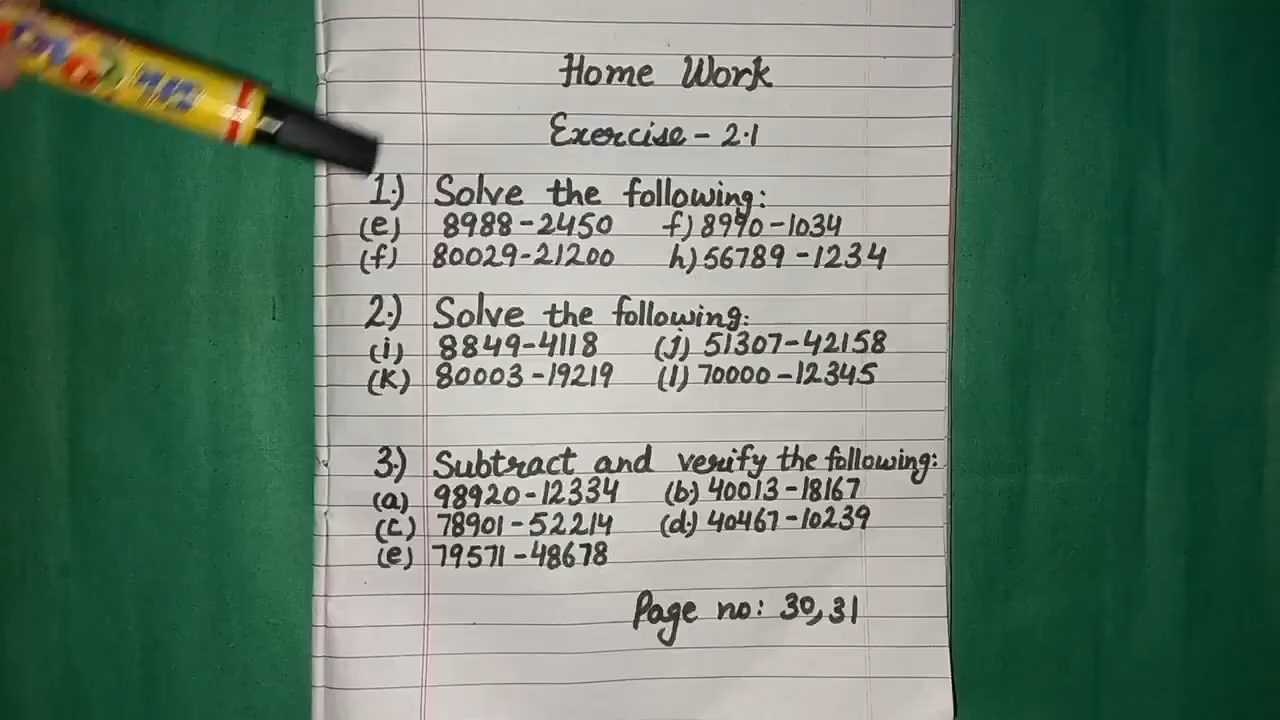 Home Work
Exercise - 2.1
1.) Solve the following:
(e) 8988-2450 f) 8990-1034
(f) 80029-21200 h) 56789-1234
2.) Solve the following:
(i) 8849-4118 (j) 51307-42158
(K) 80003-19219 (l) 70000-12345
3.) Subtract and verify the following:
(a) 98920-12334 (b) 40013-18167
(c) 78901-52214 (d.) 40467-10239
(e) 79571-48678
Page no: 30,31